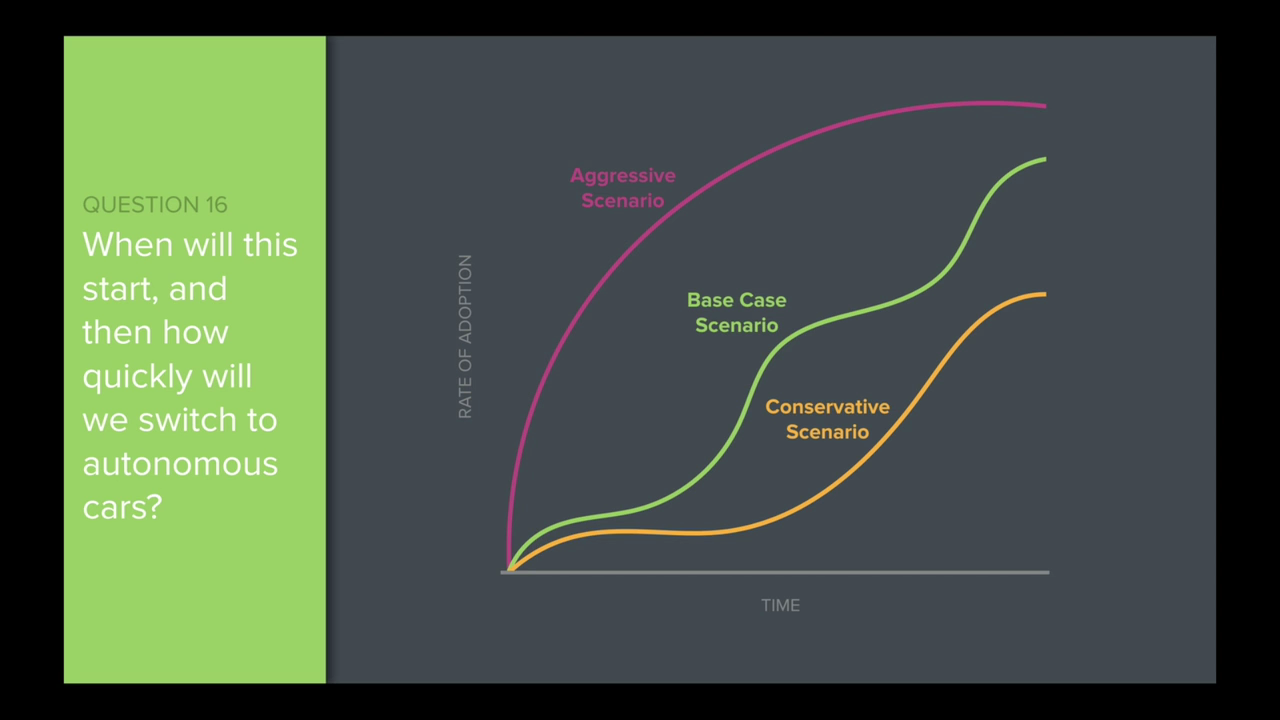 QUESTION 16
When will this
start, and
then how
quickly will
we switch to
autonomous
cars?
Aggressive
Scenario
Base Case
Scenario
Conservative
Scenario
RATE OF ADOPTION
TIME